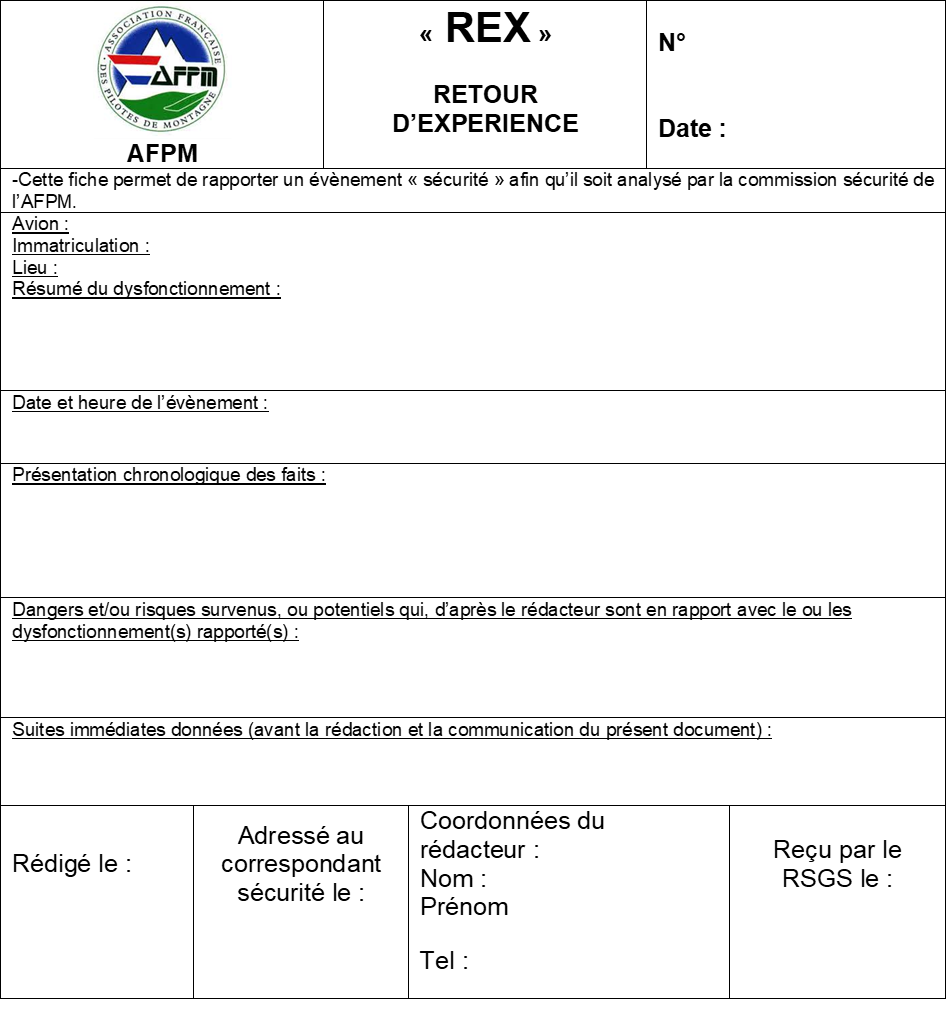 ASSOCIATION FRANÇAISE
DES PILOTES DE MONTAGNE
AFPM
AFPM
« REX »
RETOUR
D’EXPERIENCE
N°
Date :
-Cette fiche permet de rapporter un évènement « sécurité » afin qu’il soit analysé par la commission sécurité de
l’AFPM.
Avion :
Immatriculation :
Lieu :
Résumé du dysfonctionnement :
Date et heure de l’évènement :
Présentation chronologique des faits :
Dangers et/ou risques survenus, ou potentiels qui, d’après le rédacteur sont en rapport avec le ou les
dysfonctionnement(s) rapporté(s) :
Suites immédiates données (avant la rédaction et la communication du présent document) :
Rédigé le :
Adressé au
correspondant
sécurité le :
Coordonnées du
rédacteur :
Nom :
Prénom
Tel :
Reçu par le
RSGS le :